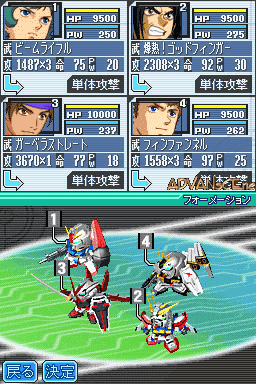 1
HP 9500
PW 250
武 ビームライフル
攻 1487×3 命 75 PW 20
単体攻撃
2
HP 9500
PW 275
武 爆熱!ゴッドフィンガー
攻 2308×3 命 92 PW 30
単体攻撃
3
HP 10000
PW 237
武 ガーベラストレート
攻 3670×1 命 77 PW 18
単体攻撃
4
HP 9500
PW 262
武 フィンファンネル
攻 1558×3 命 97 PW 25
単体攻撃
ADVANsCEne
フォーメーション
1
4
3
2
戻る 決定